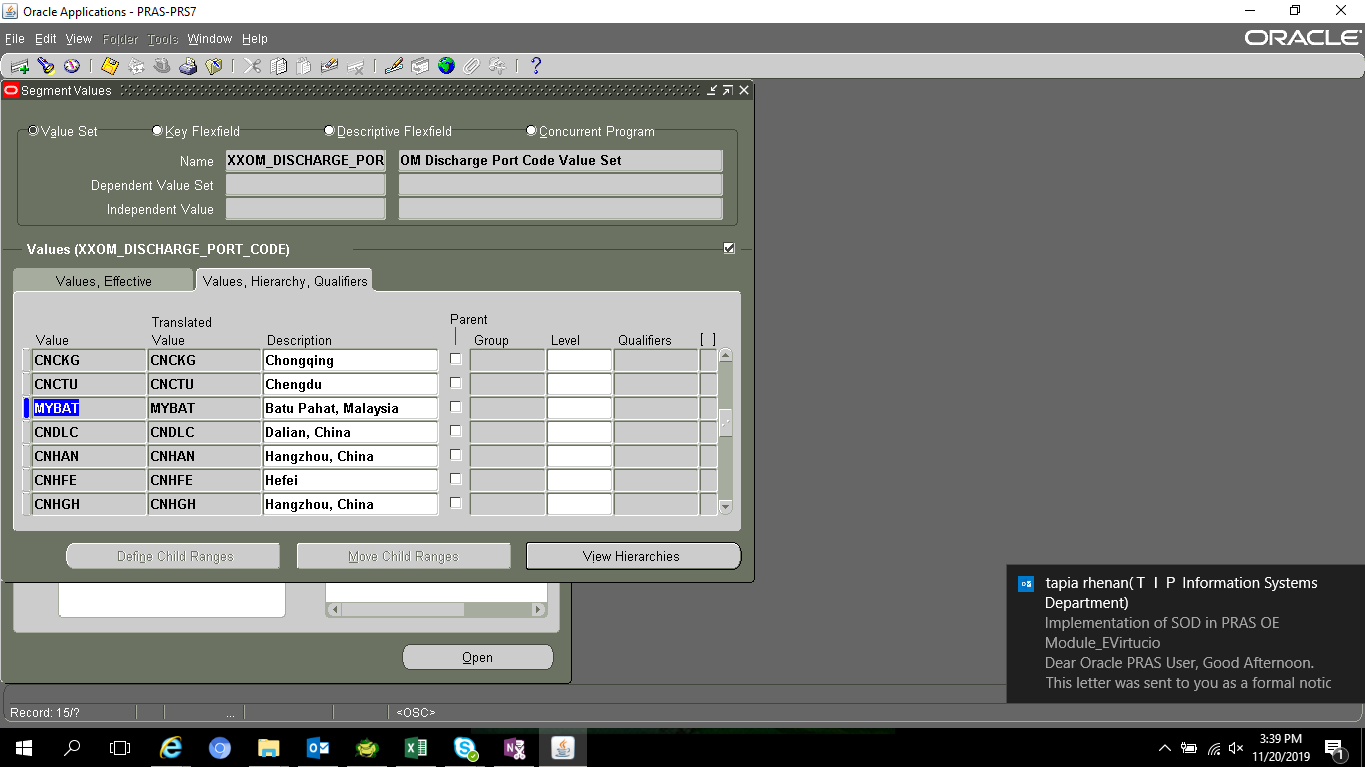 Oracle Applications - PRAS-PRS7
File Edit View Folder Tools Window Help
ORACLE
Segment Values
Value Set Key Flexfield Descriptive Flexfield Concurrent Program
Name XXOM_DISCHARGE_POR OM Discharge Port Code Value Set
Dependent Value Set
Independent Value
Values (XXOM_DISCHARGE_PORT_CODE)
Values, Effective Values, Hierarchy, Qualifiers
Translated Parent
Value Value Description Group Level Qualifiers [ ]
CNCKG CNCKG Chongqing
CNCTU CNCTU Chengdu
MYBAT MYBAT Batu Pahat, Malaysia
CNDLC CNDLC Dalian, China
CNHAN CNHAN Hangzhou, China
CNHFE CNHFE Hefei
CNHGH CNHGH Hangzhou, China
Define Child Ranges Move Child Ranges View Hierarchies
Open
tapia rhenan( T I P Information Systems
Department)
Implementation of SOD in PRAS OE
Module_EVirtucio
Dear Oracle PRAS User, Good Afternoon.
This letter was sent to you as a formal notic
Record: 15/? ... <OSC>
3:39 PM
11/20/2019
1